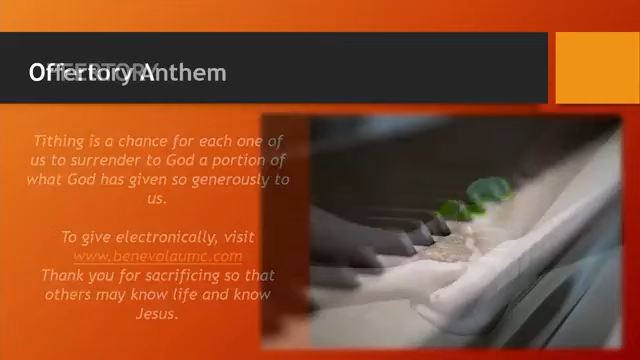 Offertory Anthem
OFFERTORY
Tithing is a chance for each one of
us to surrender to God a portion of
what God has given so generously to
us.
To give electronically, visit
www.benevolaumc.com
Thank you for sacrificing so that
others may know life and know
Jesus.